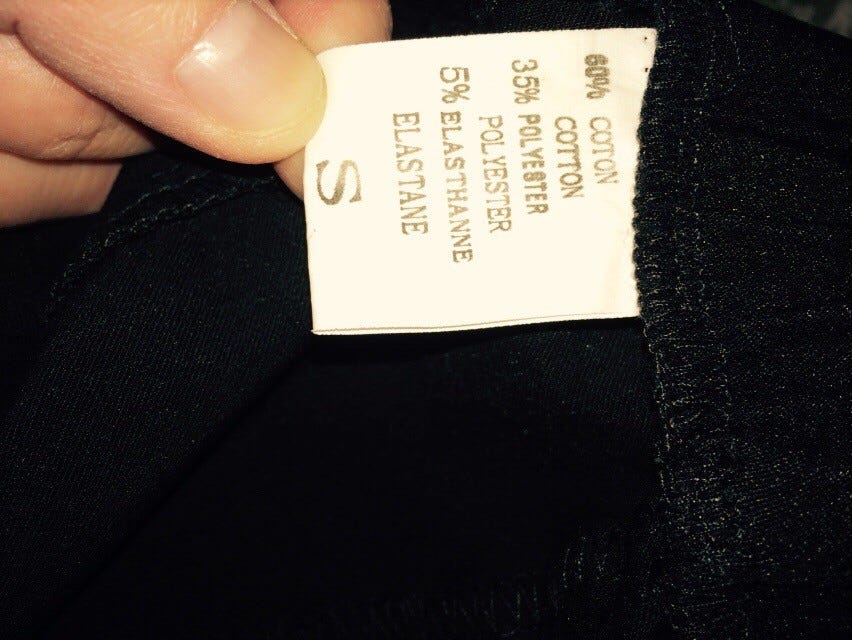 60% COTON
COTTON
35% POLYESTER
POLYESTER
5% ELASTHANNE
ELASTANE
S